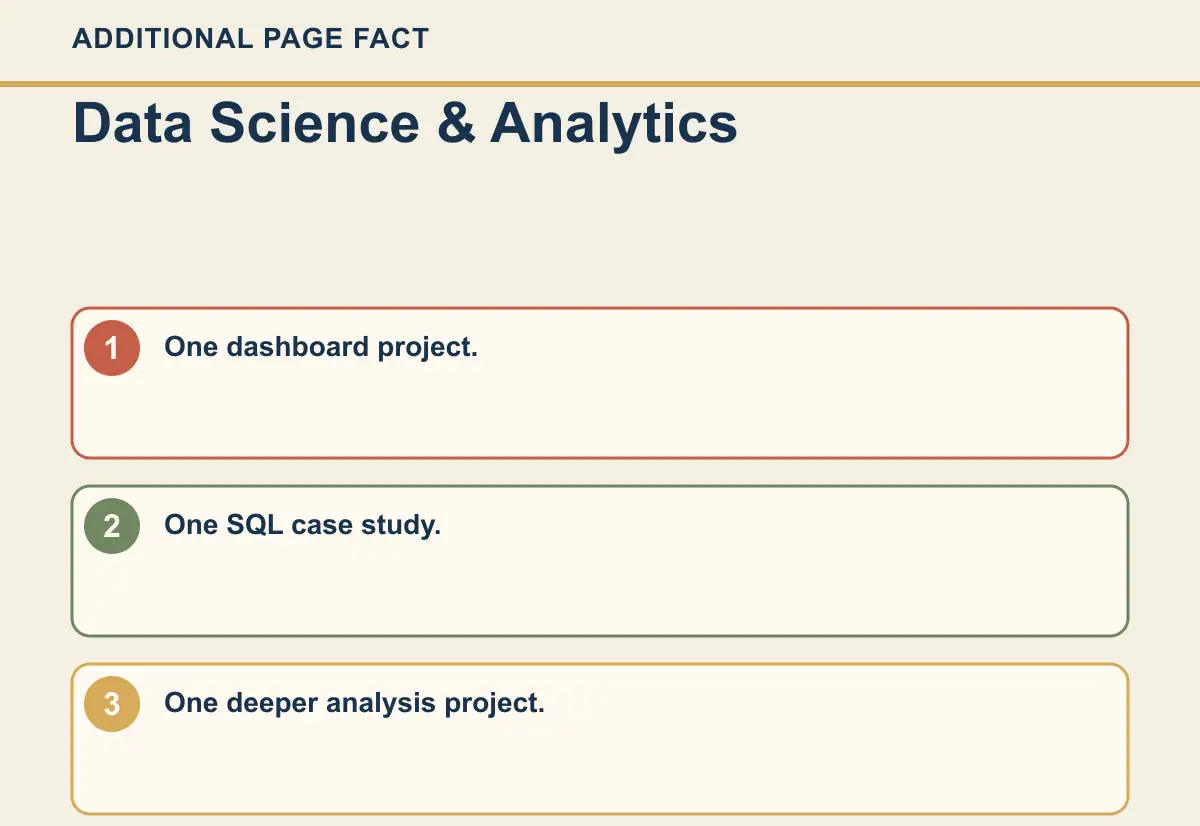 ADDITIONAL PAGE FACT
Data Science & Analytics
1 One dashboard project.
2 One SQL case study.
3 One deeper analysis project.